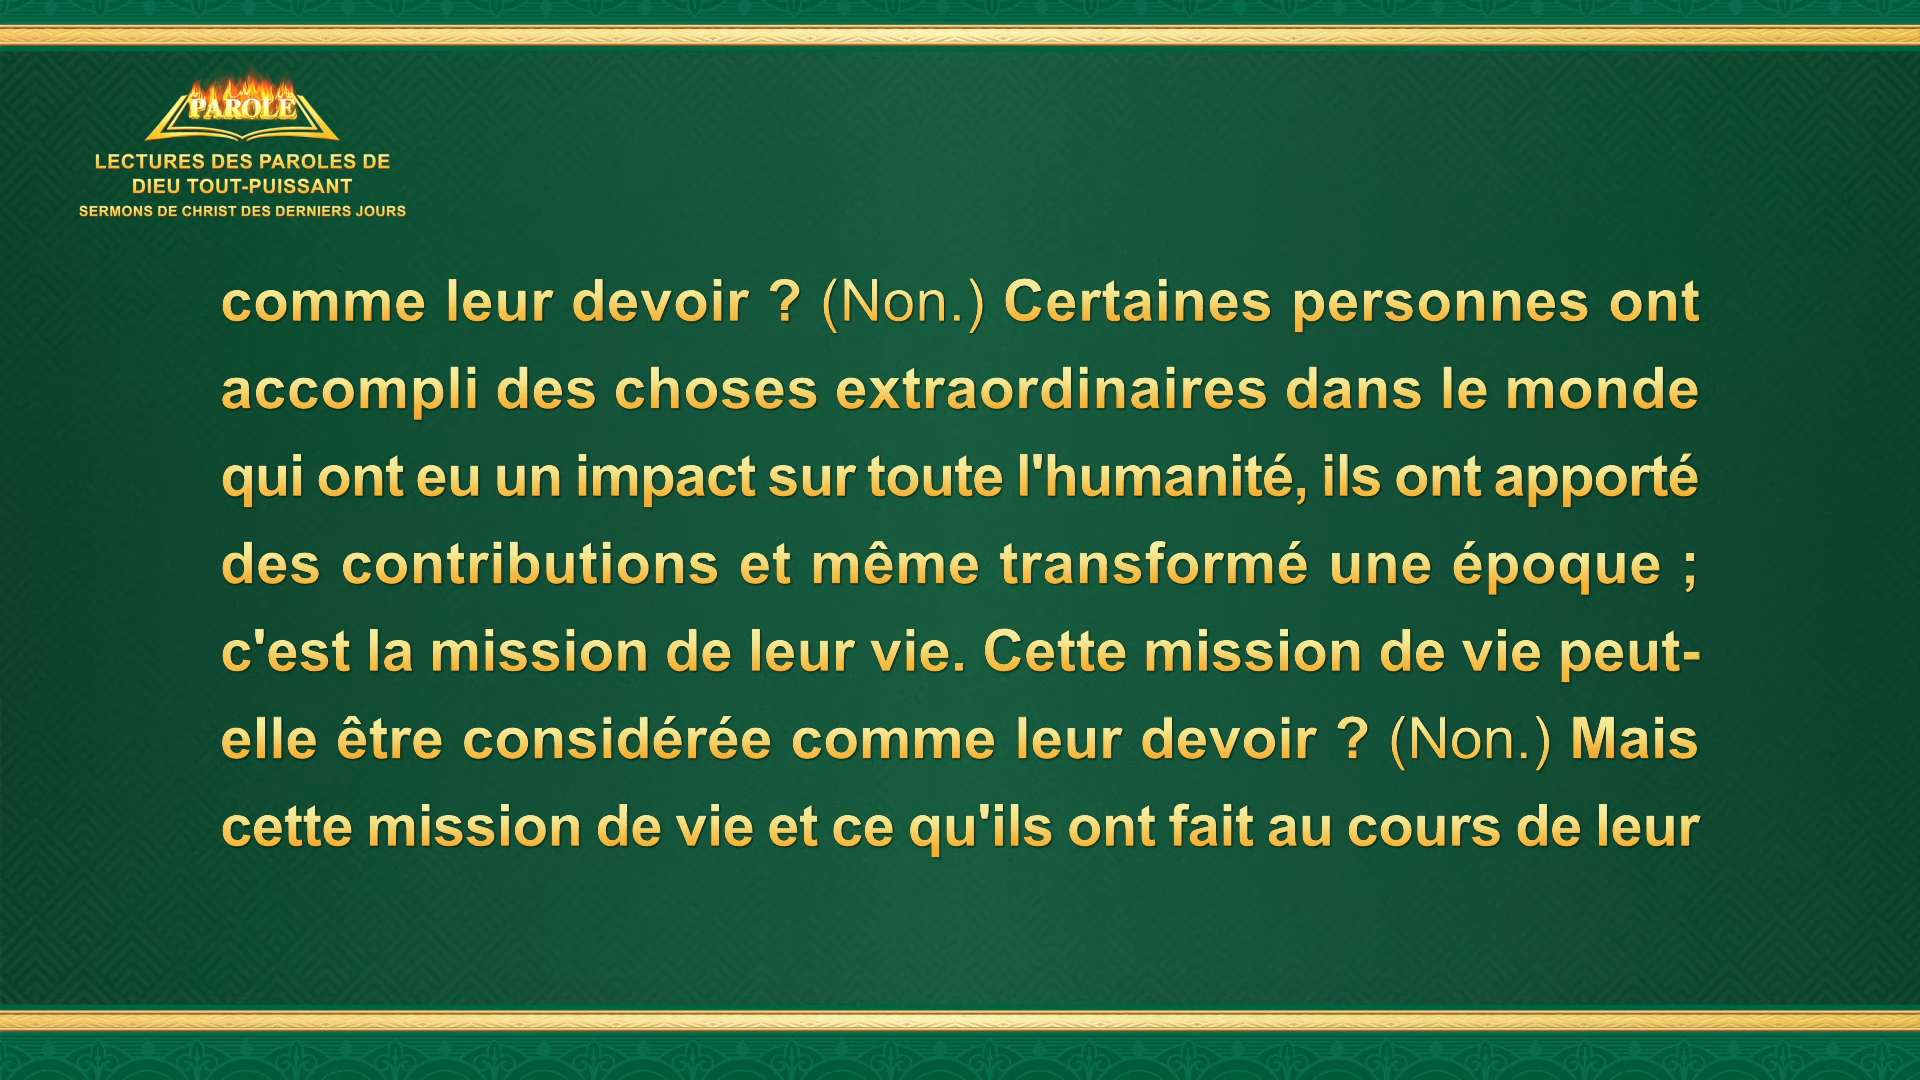 PAROLE
LECTURES DES PAROLES DE
DIEU TOUT-PUISSANT
SERMONS DE CHRIST DES DERNIERS JOURS
comme leur devoir ? (Non.) Certaines personnes ont
accompli des choses extraordinaires dans le monde
qui ont eu un impact sur toute l'humanité, ils ont apporté
des contributions et même transformé une époque ;
c'est la mission de leur vie. Cette mission de vie peut-
elle être considérée comme leur devoir ? (Non.) Mais
cette mission de vie et ce qu'ils ont fait au cours de leur